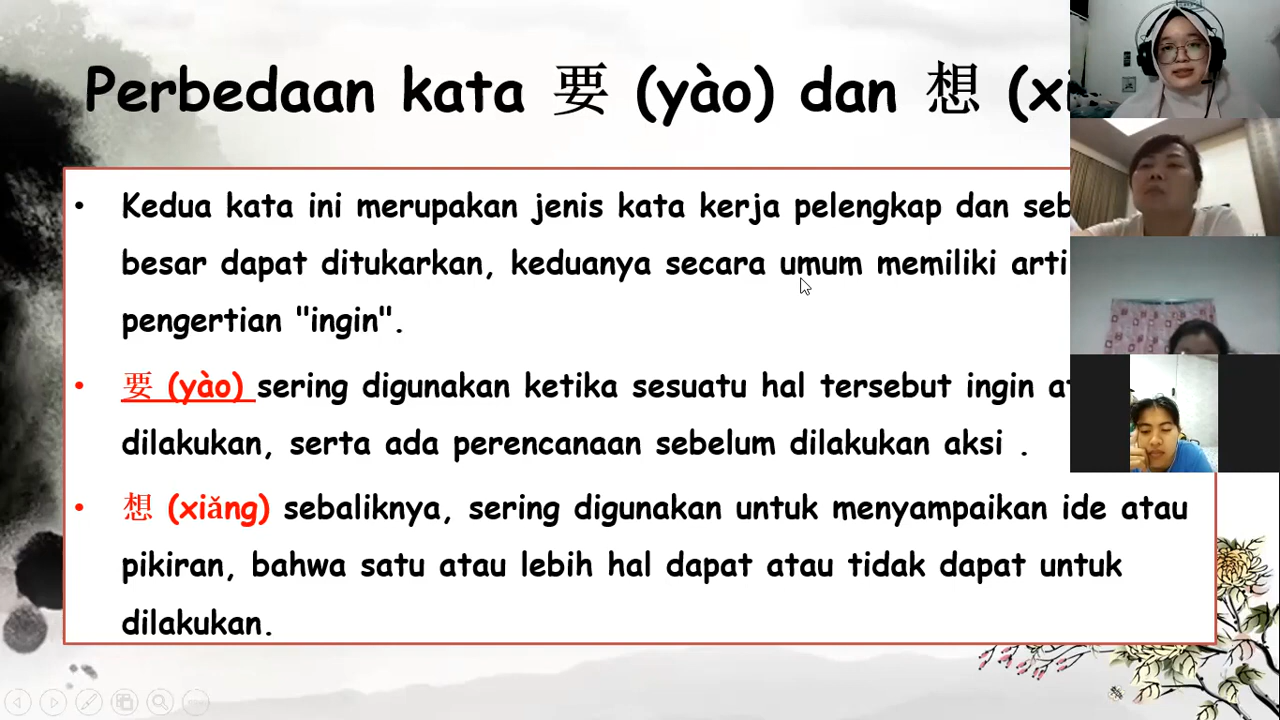 Perbedaan kata 要 (yào) dan 想
• Kedua kata ini merupakan jenis kata kerja pelengkap dan
besar dapat ditukarkan, keduanya secara umum memiliki arti
pengertian "ingin".
• 要 (yào) sering digunakan ketika sesuatu hal tersebut ingin
dilakukan, serta ada perencanaan sebelum dilakukan aksi .
• 想 (xiǎng) sebaliknya, sering digunakan untuk menyampaikan ide atau
pikiran, bahwa satu atau lebih hal dapat atau tidak dapat untuk
dilakukan.